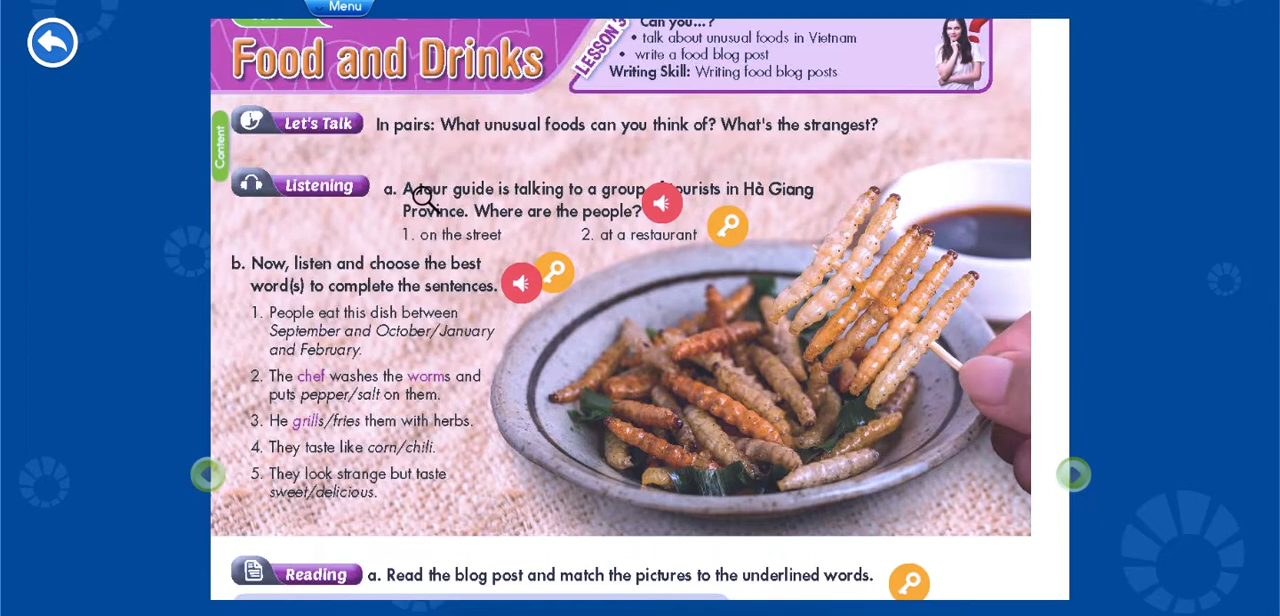 Menu
Food and Drinks
LESSON 3
Can you...?
• talk about unusual foods in Vietnam
• write a food blog post
Writing Skill: Writing food blog posts
Content
Let's Talk
In pairs: What unusual foods can you think of? What's the strangest?
Listening
a. A tour guide is talking to a group of tourists in Hà Giang
Province. Where are the people?
1. on the street
2. at a restaurant
b. Now, listen and choose the best
word(s) to complete the sentences.
1. People eat this dish between
September and October/January
and February.
2. The chef washes the worms and
puts pepper/salt on them.
3. He grills/fries them with herbs.
4. They taste like corn/chili.
5. They look strange but taste
sweet/delicious.
Reading
a. Read the blog post and match the pictures to the underlined words.